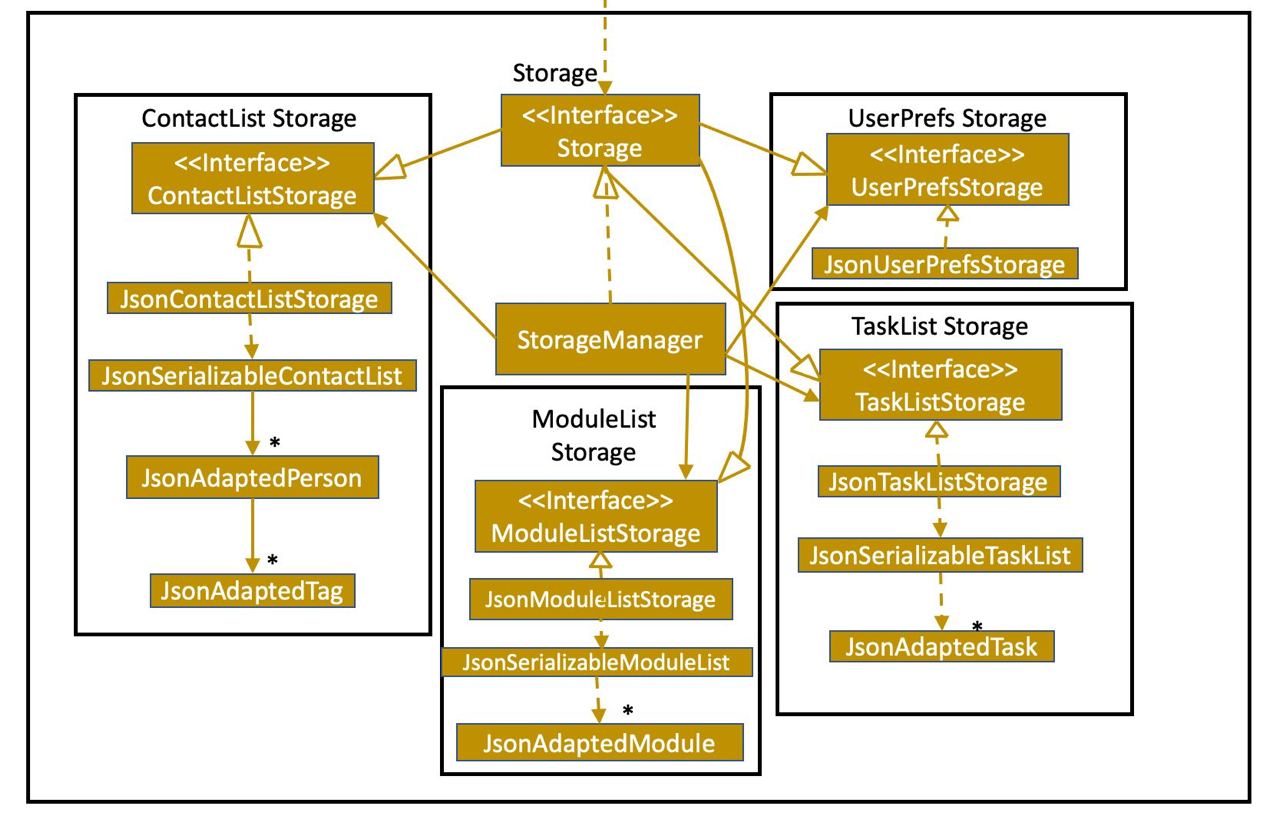 Storage
<<Interface>>
Storage
ContactList Storage
<<Interface>>
ContactListStorage
JsonContactListStorage
JsonSerializableContactList
*
JsonAdaptedPerson
*
JsonAdaptedTag
StorageManager
ModuleList
Storage
<<Interface>>
ModuleListStorage
JsonModuleListStorage
JsonSerializableModuleList
*
JsonAdaptedModule
UserPrefs Storage
<<Interface>>
UserPrefsStorage
JsonUserPrefsStorage
TaskList Storage
<<Interface>>
TaskListStorage
JsonTaskListStorage
JsonSerializableTaskList
*
JsonAdaptedTask